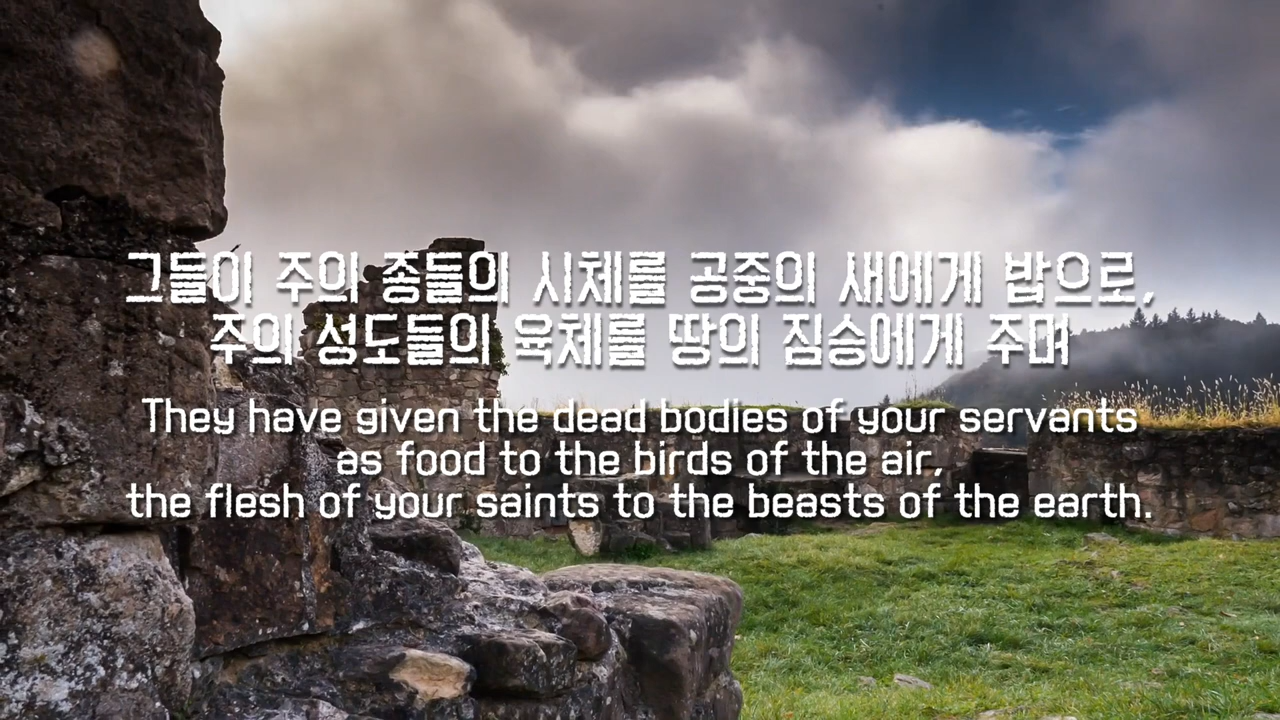 그들이 주의 종들의 시체를 공중의 새에게 밥으로,
주의 성도들의 육체를 땅의 짐승에게 주며
They have given the dead bodies of your servants
as food to the birds of the air,
the flesh of your saints to the beasts of the earth.